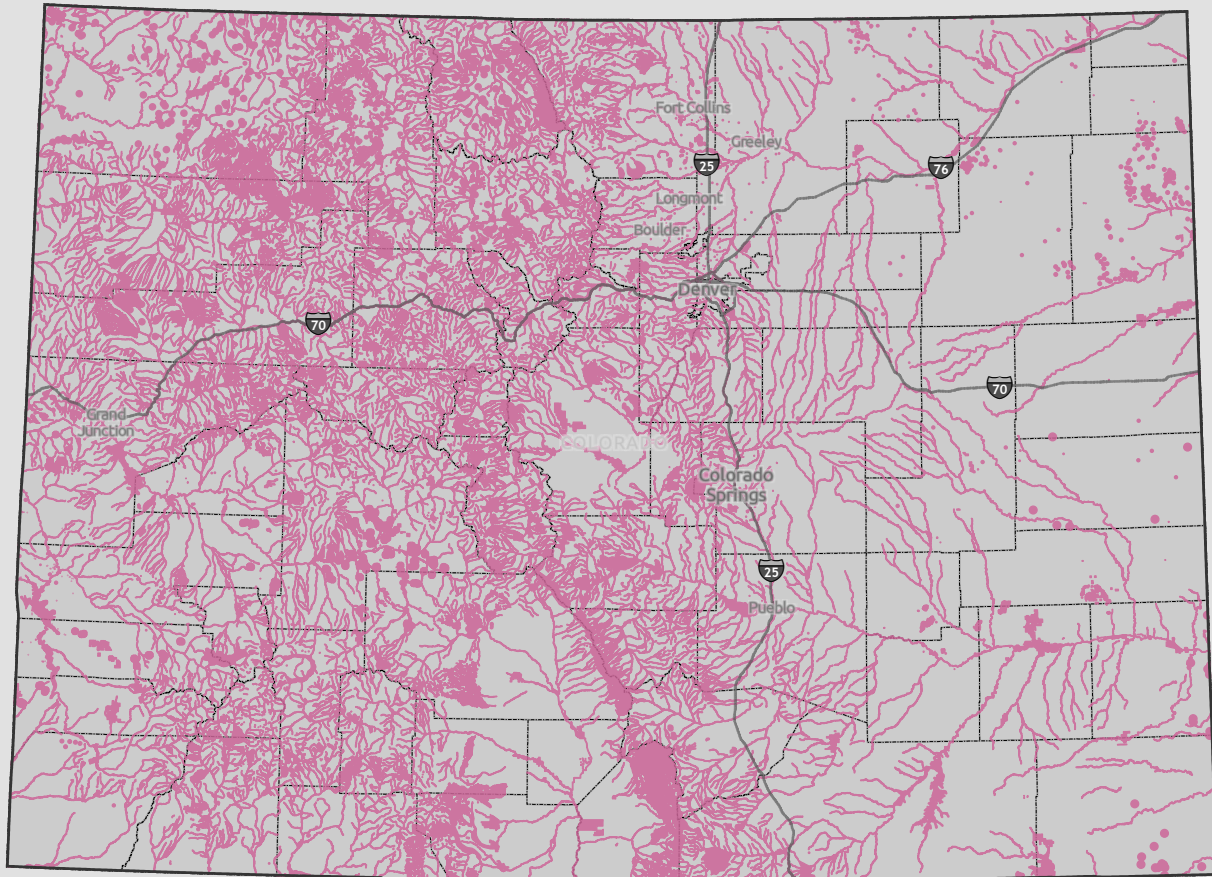 Fort Collins
Greeley
25
76
Longmont
Boulder
Denver
70
70
Grand
Junction
COLORADO
Colorado
Springs
25
Pueblo